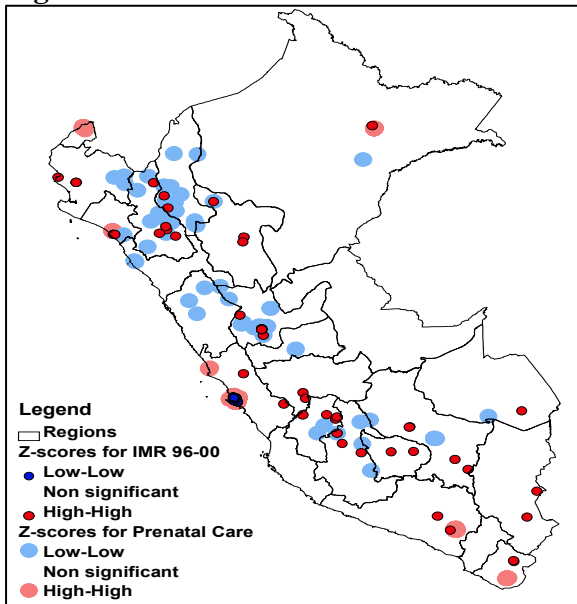 Legend
Regions
Z-scores for IMR 96-00
Low-Low
Non significant
High-High
Z-scores for Prenatal Care
Low-Low
Non significant
High-High